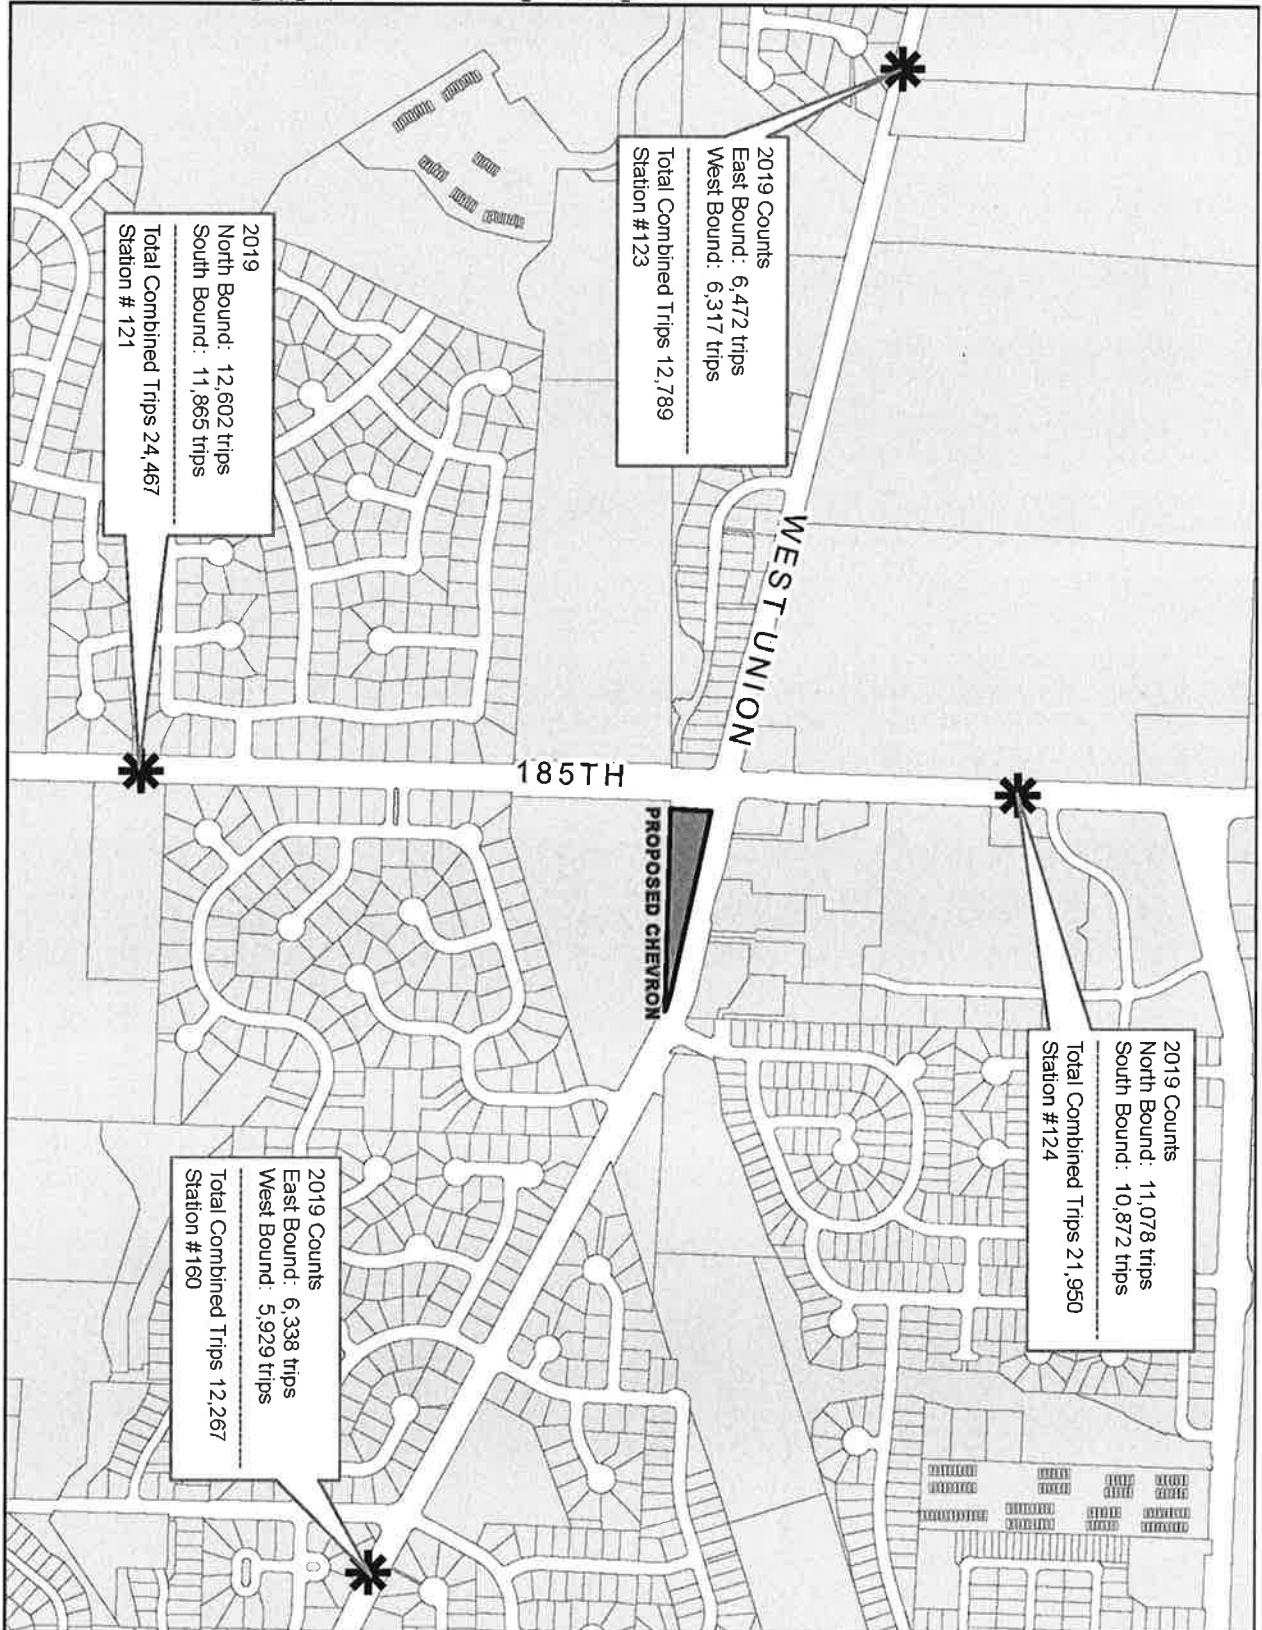 2019 Counts
East Bound: 6,472 trips
West Bound: 6,317 trips
Total Combined Trips 12,789
Station #123
2019
North Bound: 12,602 trips
South Bound: 11,865 trips
Total Combined Trips 24,467
Station # 121
WEST UNION
185TH
PROPOSED CHEVRON
2019 Counts
North Bound: 11,078 trips
South Bound: 10,872 trips
Total Combined Trips 21,950
Station #124
2019 Counts
East Bound: 6,338 trips
West Bound: 5,929 trips
Total Combined Trips 12,267
Station #160